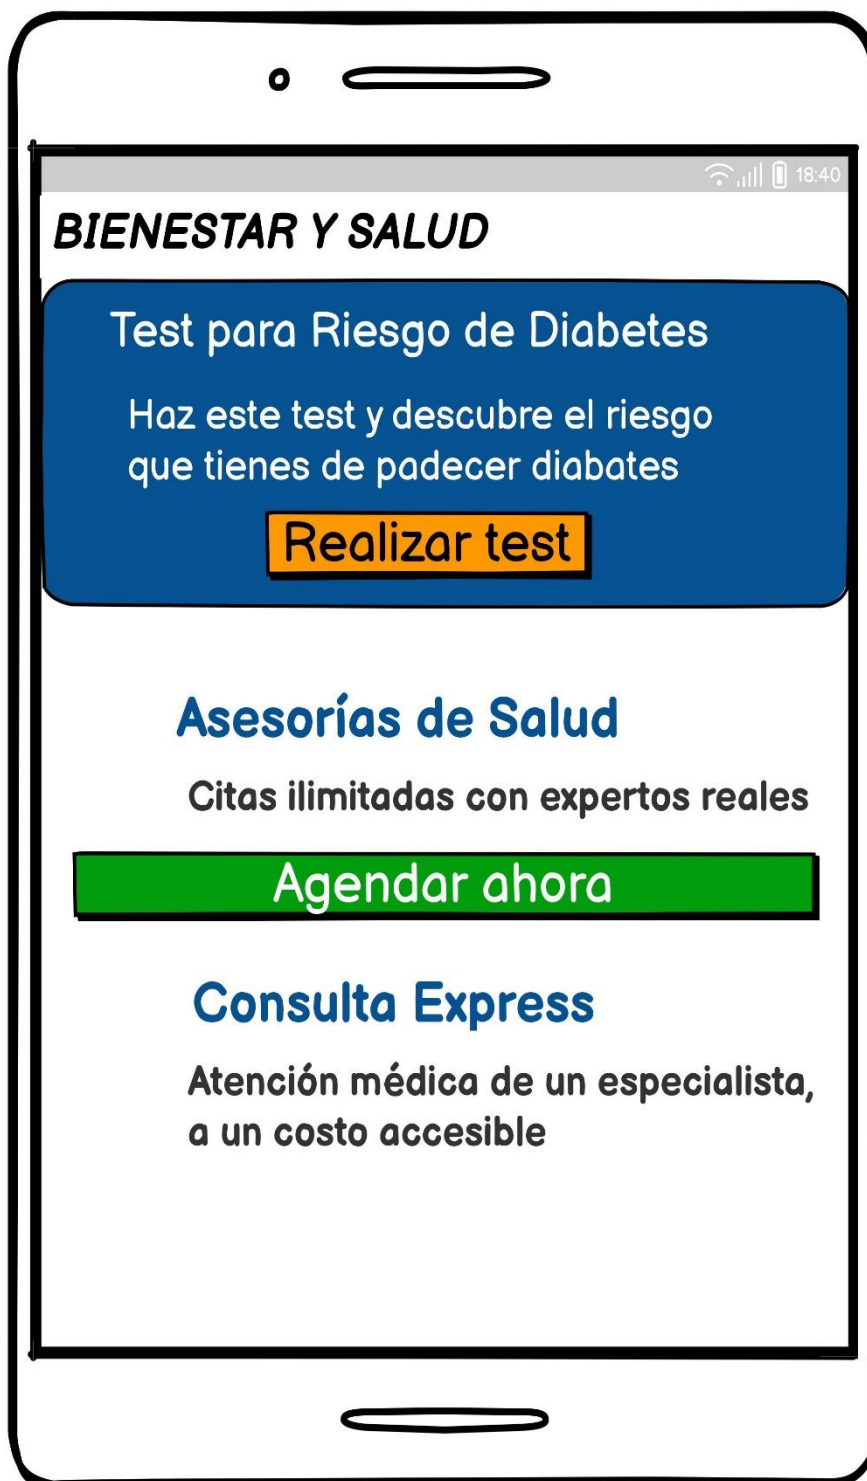 18:40
BIENESTAR Y SALUD
Test para Riesgo de Diabetes
Haz este test y descubre el riesgo
que tienes de padecer diabates
Realizar test
Asesorías de Salud
Citas ilimitadas con expertos reales
Agendar ahora
Consulta Express
Atención médica de un especialista,
a un costo accesible